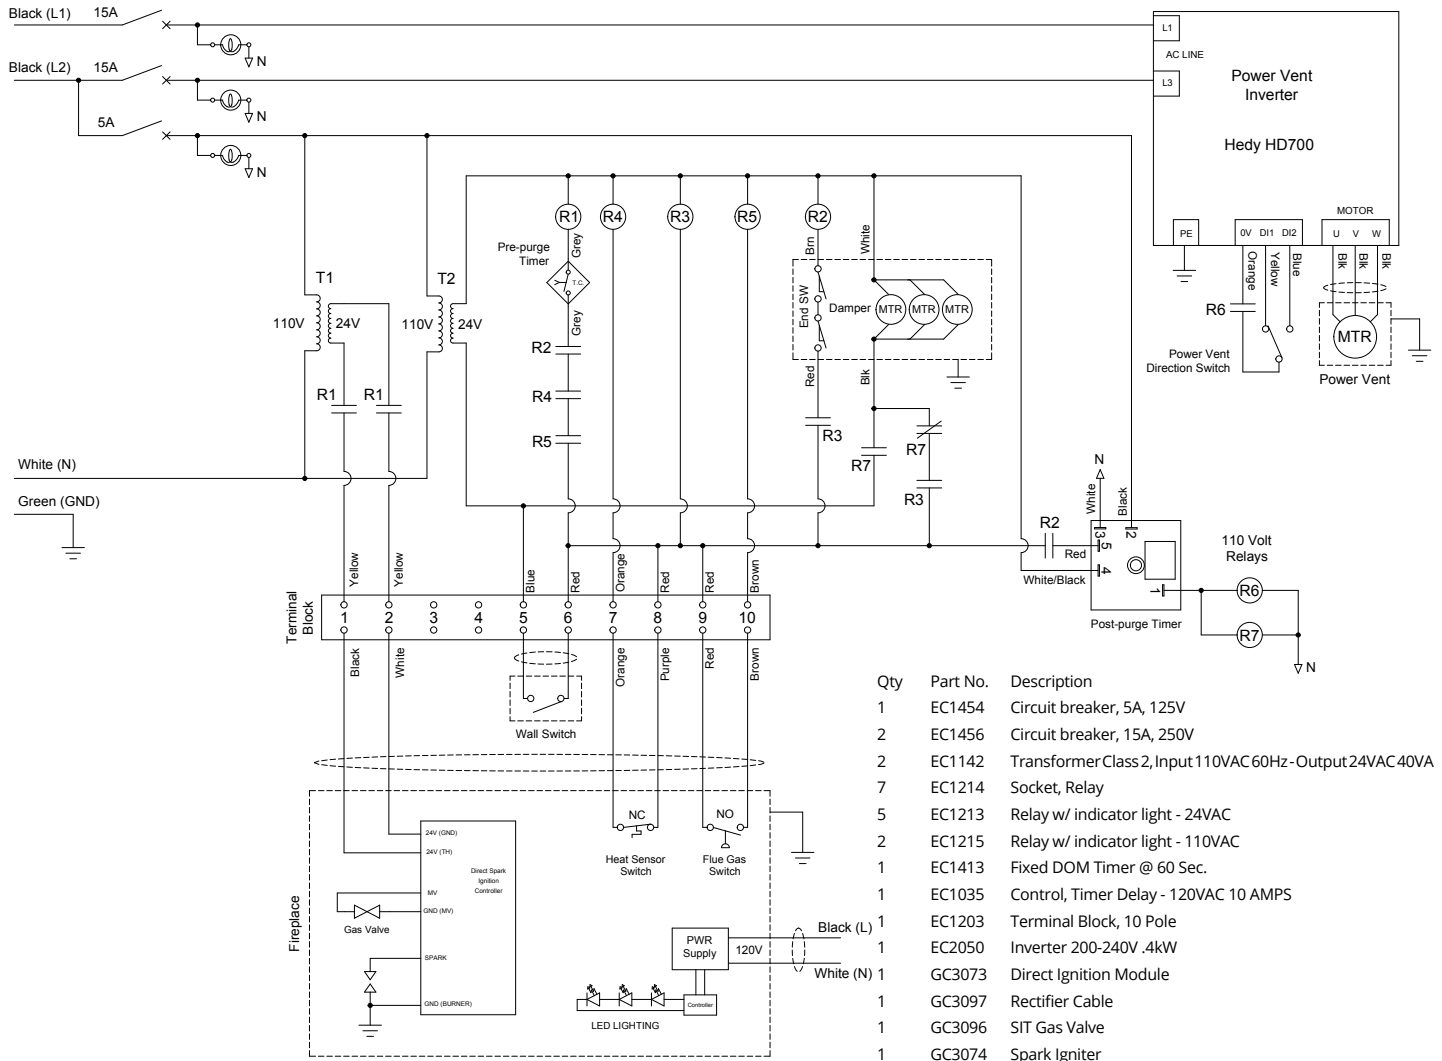 Black (L1) 15A
N
Black (L2) 15A
N
5A
N
L1
AC LINE
L3
Power Vent
Inverter
Hedy HD700
MOTOR
PE
0V DI1 DI2
U V W
Orange
Yellow
Blue
Blk
Blk
Blk
R6
Power Vent
Direction Switch
MTR
Power Vent
R1
R4
R3
R5
R2
Grey
Pre-purge
Timer
T.C.
Grey
Brn
White
End SW
Damper
MTR
MTR
MTR
Red
Blk
T1
T2
110V
24V
110V
24V
R1
R1
R2
R4
R5
R3
R7
R7
R3
White (N)
Green (GND)
N
White
Black
R2
Red
White/Black
3
2
5
4
1
Post-purge Timer
110 Volt
Relays
R6
R7
N
Yellow
Yellow
Blue
Red
Orange
Red
Red
Brown
Terminal
Block
1 2 3 4 5 6 7 8 9 10
Black
White
Orange
Purple
Red
Brown
Wall Switch
Fireplace
24V (GND)
24V (TH)
Direct Spark
Ignition
Controller
MV
GND (MV)
Gas Valve
SPARK
GND (BURNER)
NC
Heat Sensor
Switch
NO
Flue Gas
Switch
PWR
Supply
120V
Black (L)
White (N)
Controller
LED LIGHTING
Qty Part No. Description
1 EC1454 Circuit breaker, 5A, 125V
2 EC1456 Circuit breaker, 15A, 250V
2 EC1142 Transformer Class 2, Input 110VAC 60Hz - Output 24VAC 40VA
7 EC1214 Socket, Relay
5 EC1213 Relay w/ indicator light - 24VAC
2 EC1215 Relay w/ indicator light - 110VAC
1 EC1413 Fixed DOM Timer @ 60 Sec.
1 EC1035 Control, Timer Delay - 120VAC 10 AMPS
1 EC1203 Terminal Block, 10 Pole
1 EC2050 Inverter 200-240V .4kW
1 GC3073 Direct Ignition Module
1 GC3097 Rectifier Cable
1 GC3096 SIT Gas Valve
1 GC3074 Spark Igniter